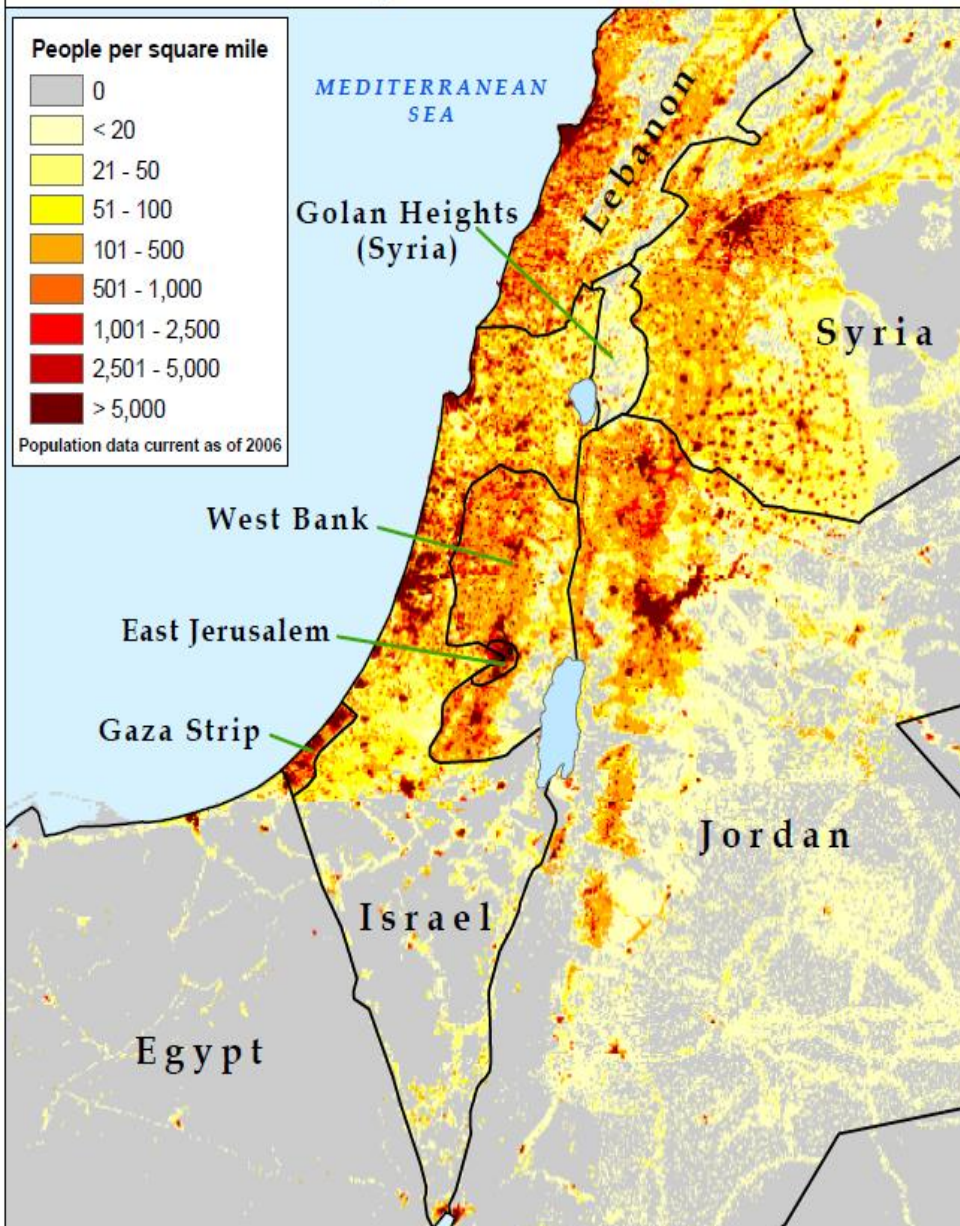 People per square mile
0
< 20
21 - 50
51 - 100
101 - 500
501 - 1,000
1,001 - 2,500
2,501 - 5,000
> 5,000
Population data current as of 2006
MEDITERRANEAN
SEA
Lebanon
Golan Heights
(Syria)
Syria
West Bank
East Jerusalem
Gaza Strip
Jordan
Israel
Egypt